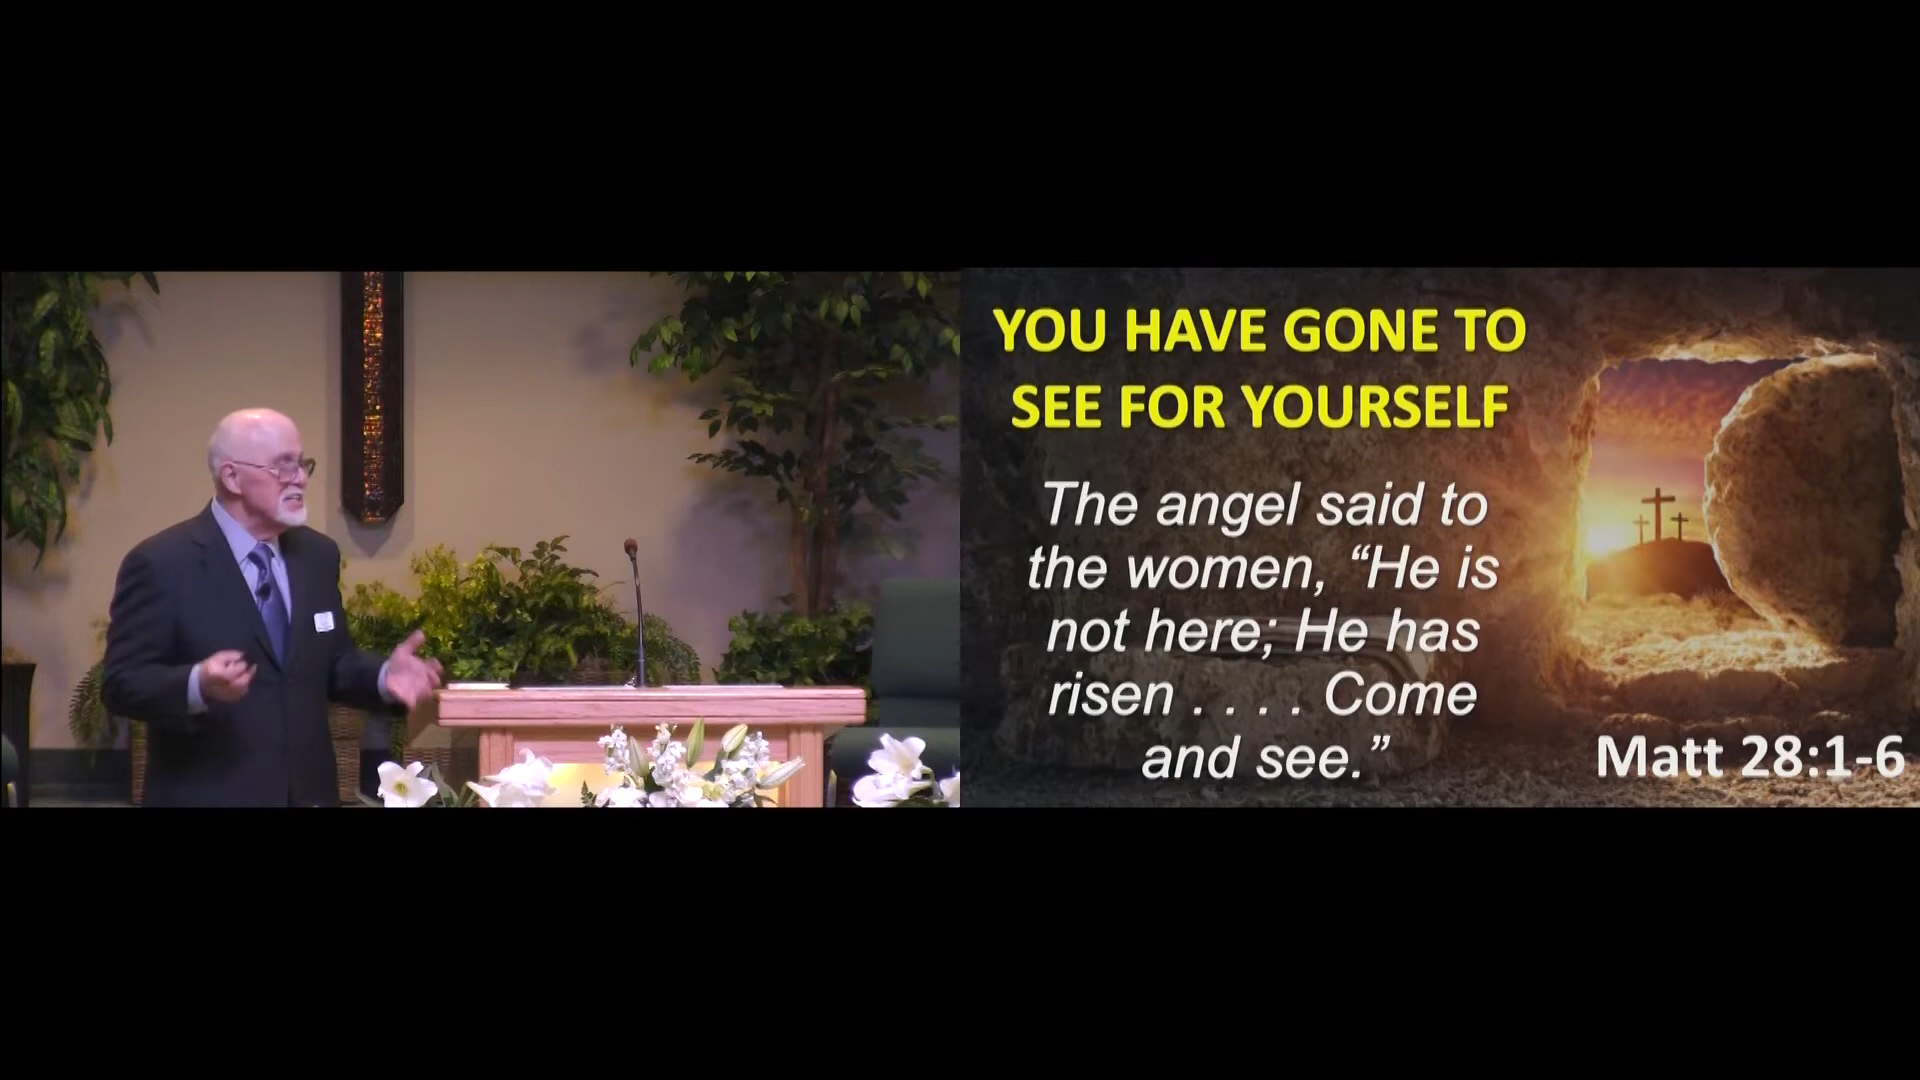 YOU HAVE GONE TO
SEE FOR YOURSELF
The angel said to
the women, “He is
not here; He has
risen . . . . Come
and see.”
Matt 28:1-6